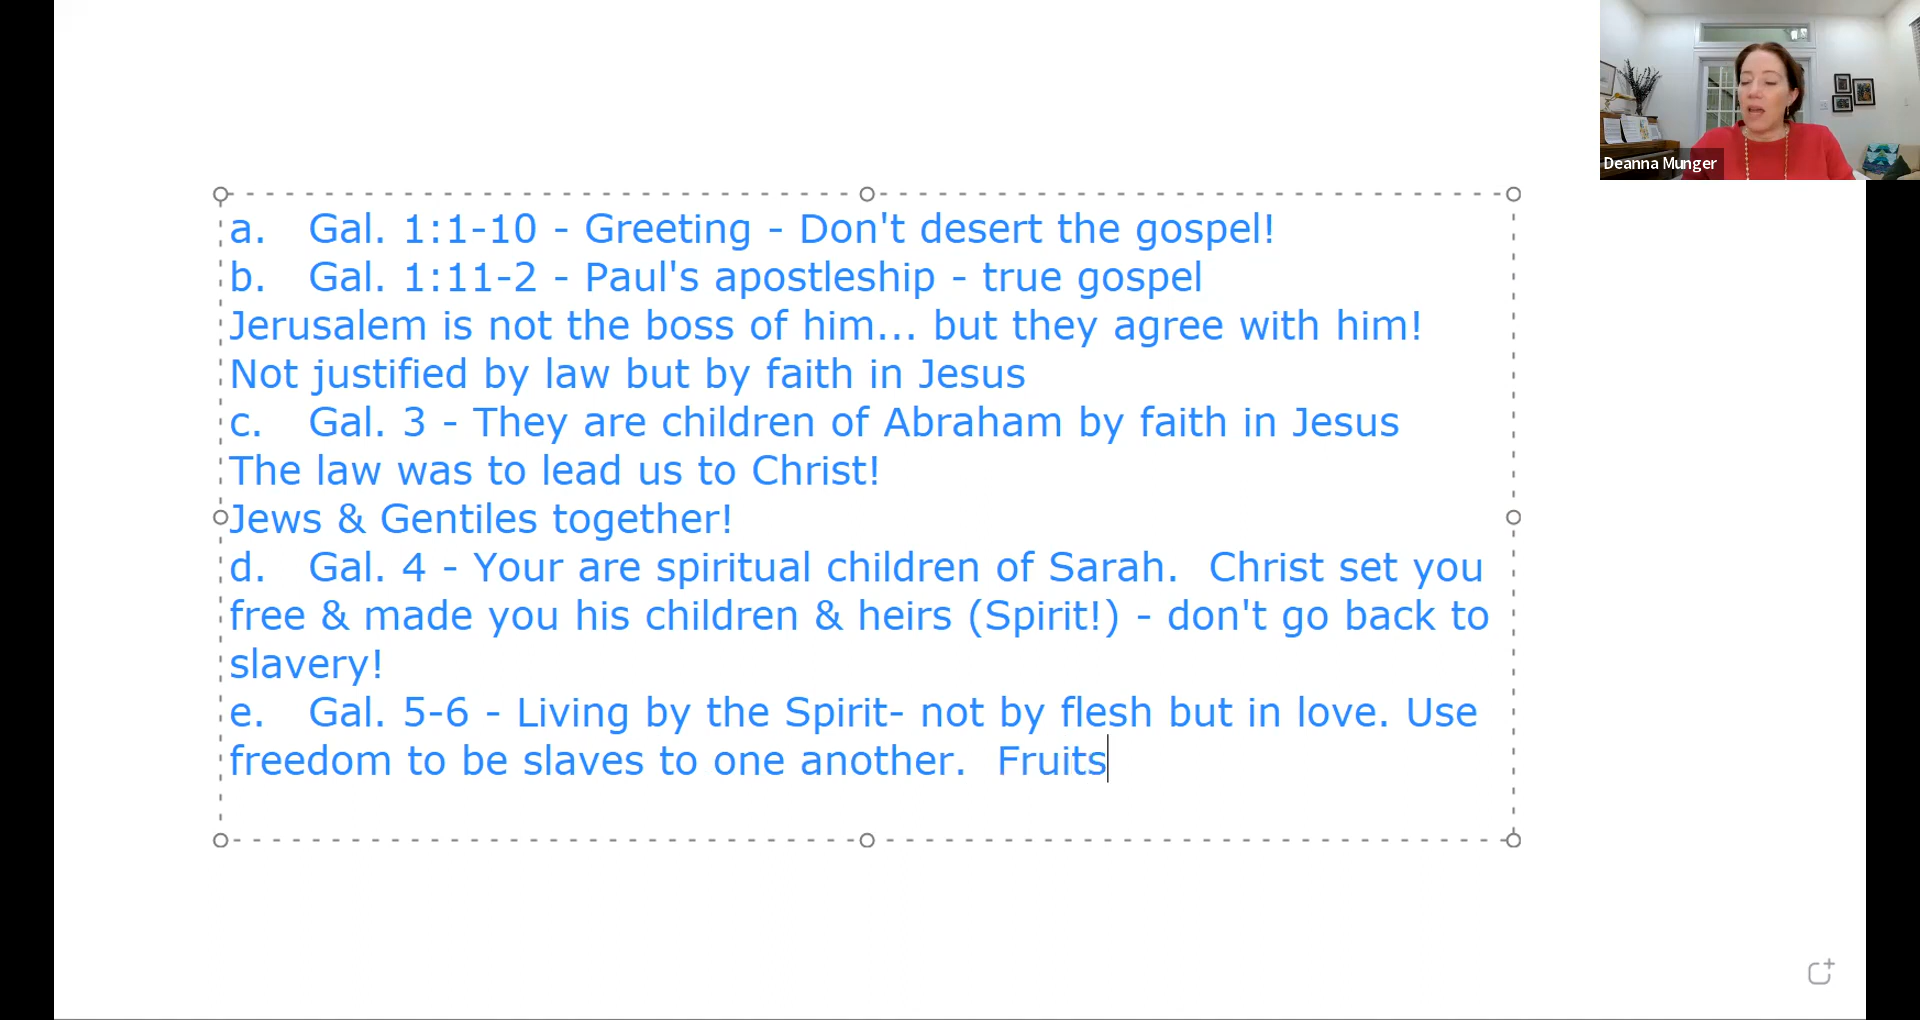 Deanna Munger
a. Gal. 1:1-10 - Greeting - Don't desert the gospel!
b. Gal. 1:11-2 - Paul's apostleship - true gospel
Jerusalem is not the boss of him... but they agree with him!
Not justified by law but by faith in Jesus
c. Gal. 3 - They are children of Abraham by faith in Jesus
The law was to lead us to Christ!
Jews & Gentiles together!
d. Gal. 4 - Your are spiritual children of Sarah. Christ set you
free & made you his children & heirs (Spirit!) - don't go back to
slavery!
e. Gal. 5-6 - Living by the Spirit- not by flesh but in love. Use
freedom to be slaves to one another. Fruits